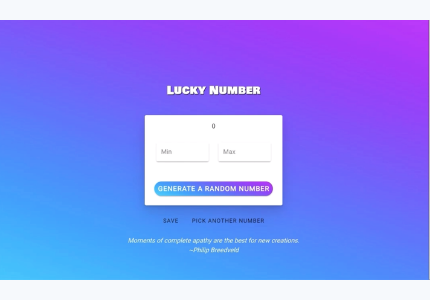 Lucky Number
0
Min Max
GENERATE A RANDOM NUMBER
SAVE PICK ANOTHER NUMBER
Moments of complete apathy are the best for new creations.
~Philip Breedveld